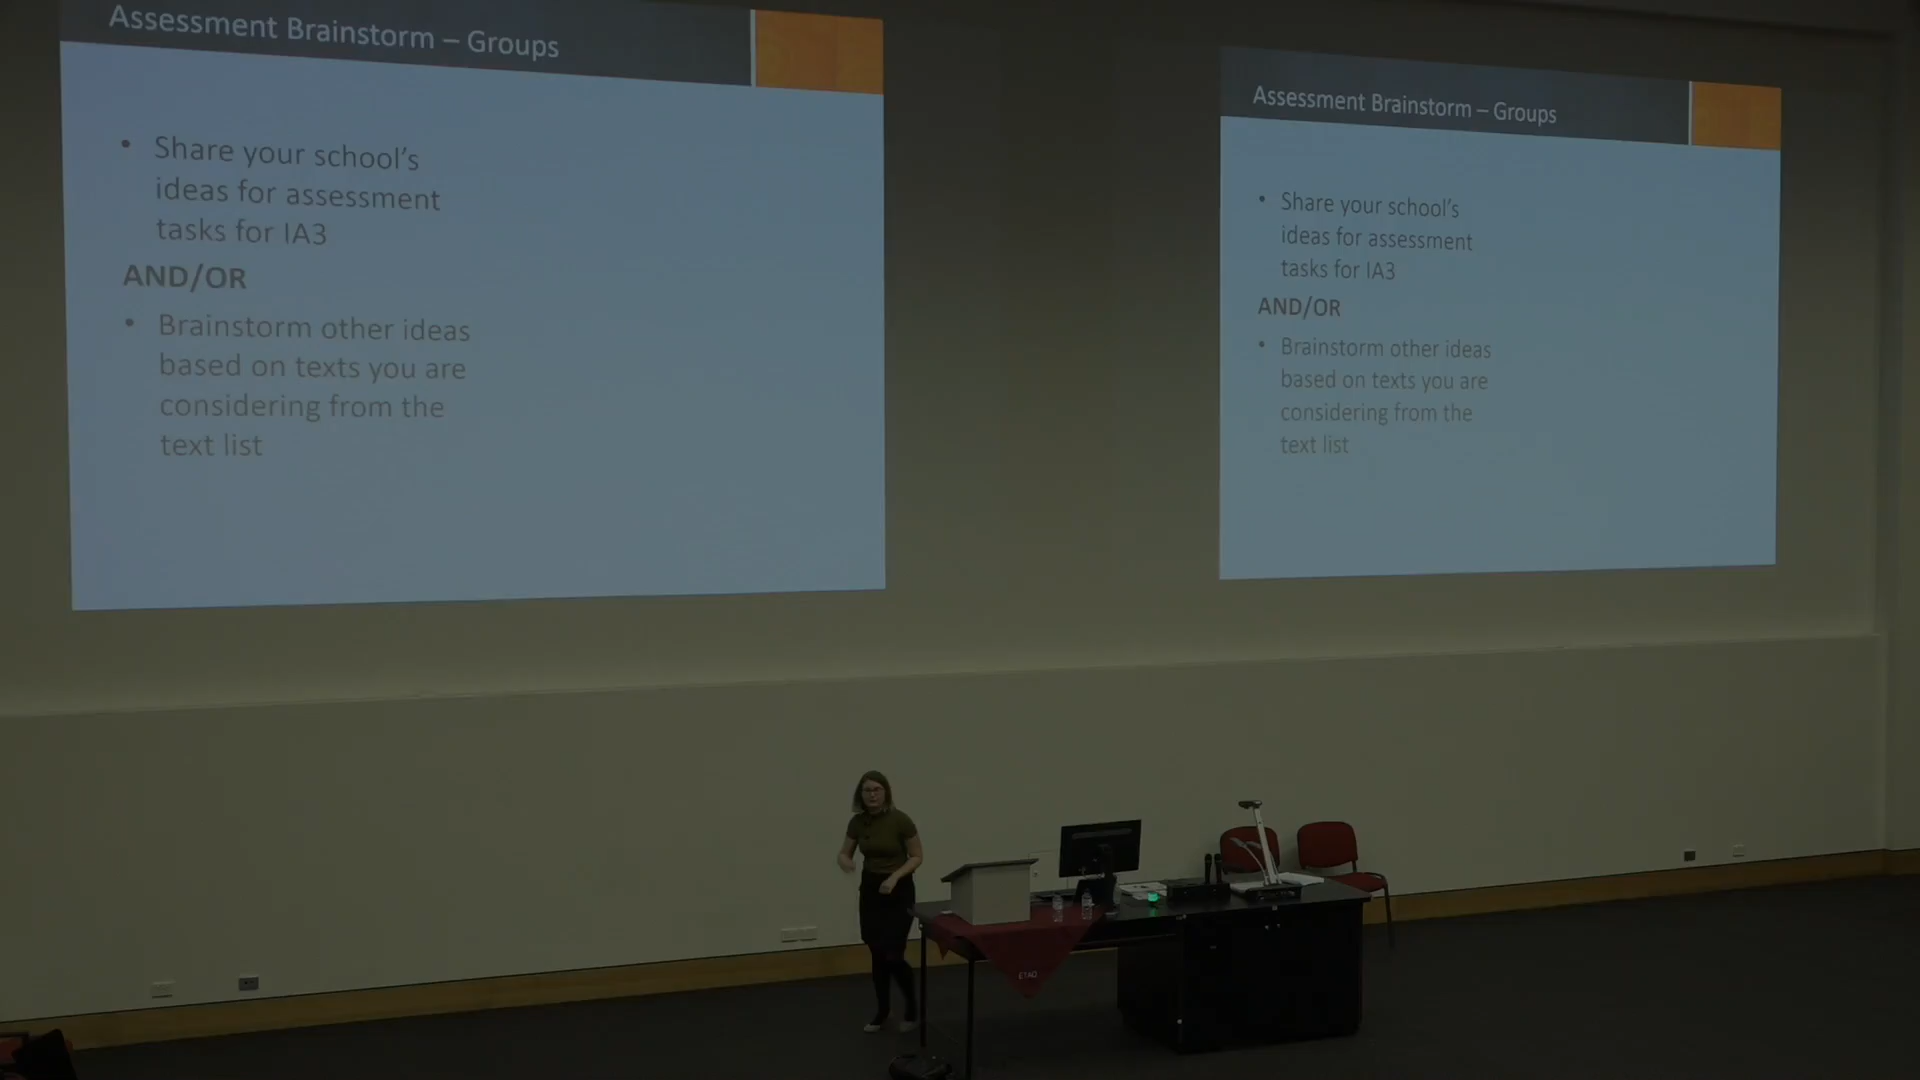 Assessment Brainstorm – Groups
• Share your school's
ideas for assessment
tasks for IA3
AND/OR
• Brainstorm other ideas
based on texts you are
considering from the
text list
Assessment Brainstorm – Groups
• Share your school's
ideas for assessment
tasks for IA3
AND/OR
• Brainstorm other ideas
based on texts you are
considering from the
text list
ETAQ